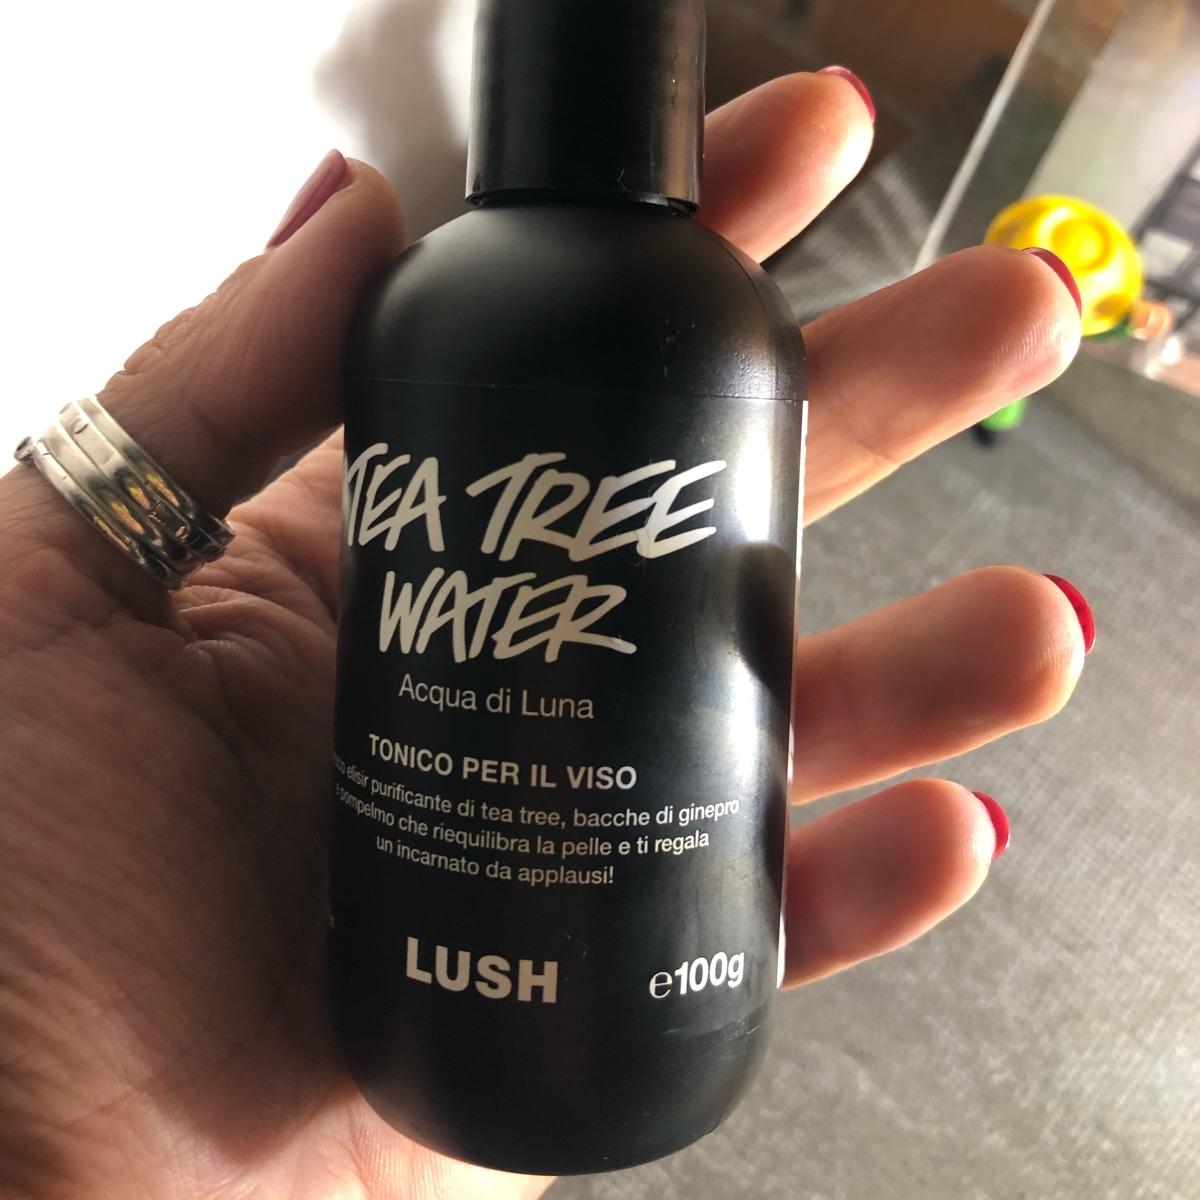 TEA TREE
WATER
Acqua di Luna
TONICO PER IL VISO
elisir purificante di tea tree, bacche di ginepro
e pompelmo che riequilibra la pelle e ti regala
un incarnato da applausi!
LUSH
e100g